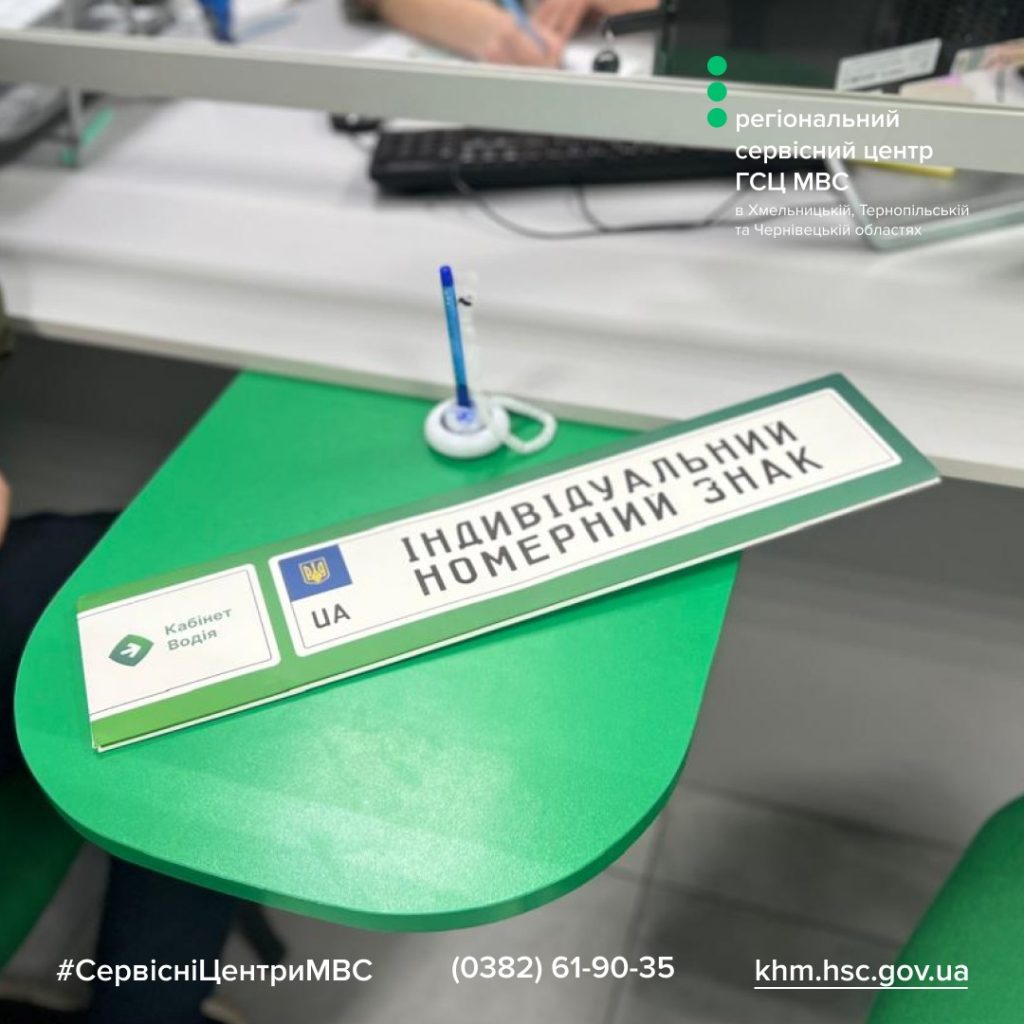 регіональний
сервісний центр
ГСЦ МВС
в Хмельницькій, Тернопільській
та Чернівецькій областях
ІНДИВІДУАЛЬНИЙ
НОМЕРНИЙ ЗНАК
UA
Кабінет
Водія
#СервісніЦентриМВС
(0382) 61-90-35
khm.hsc.gov.ua